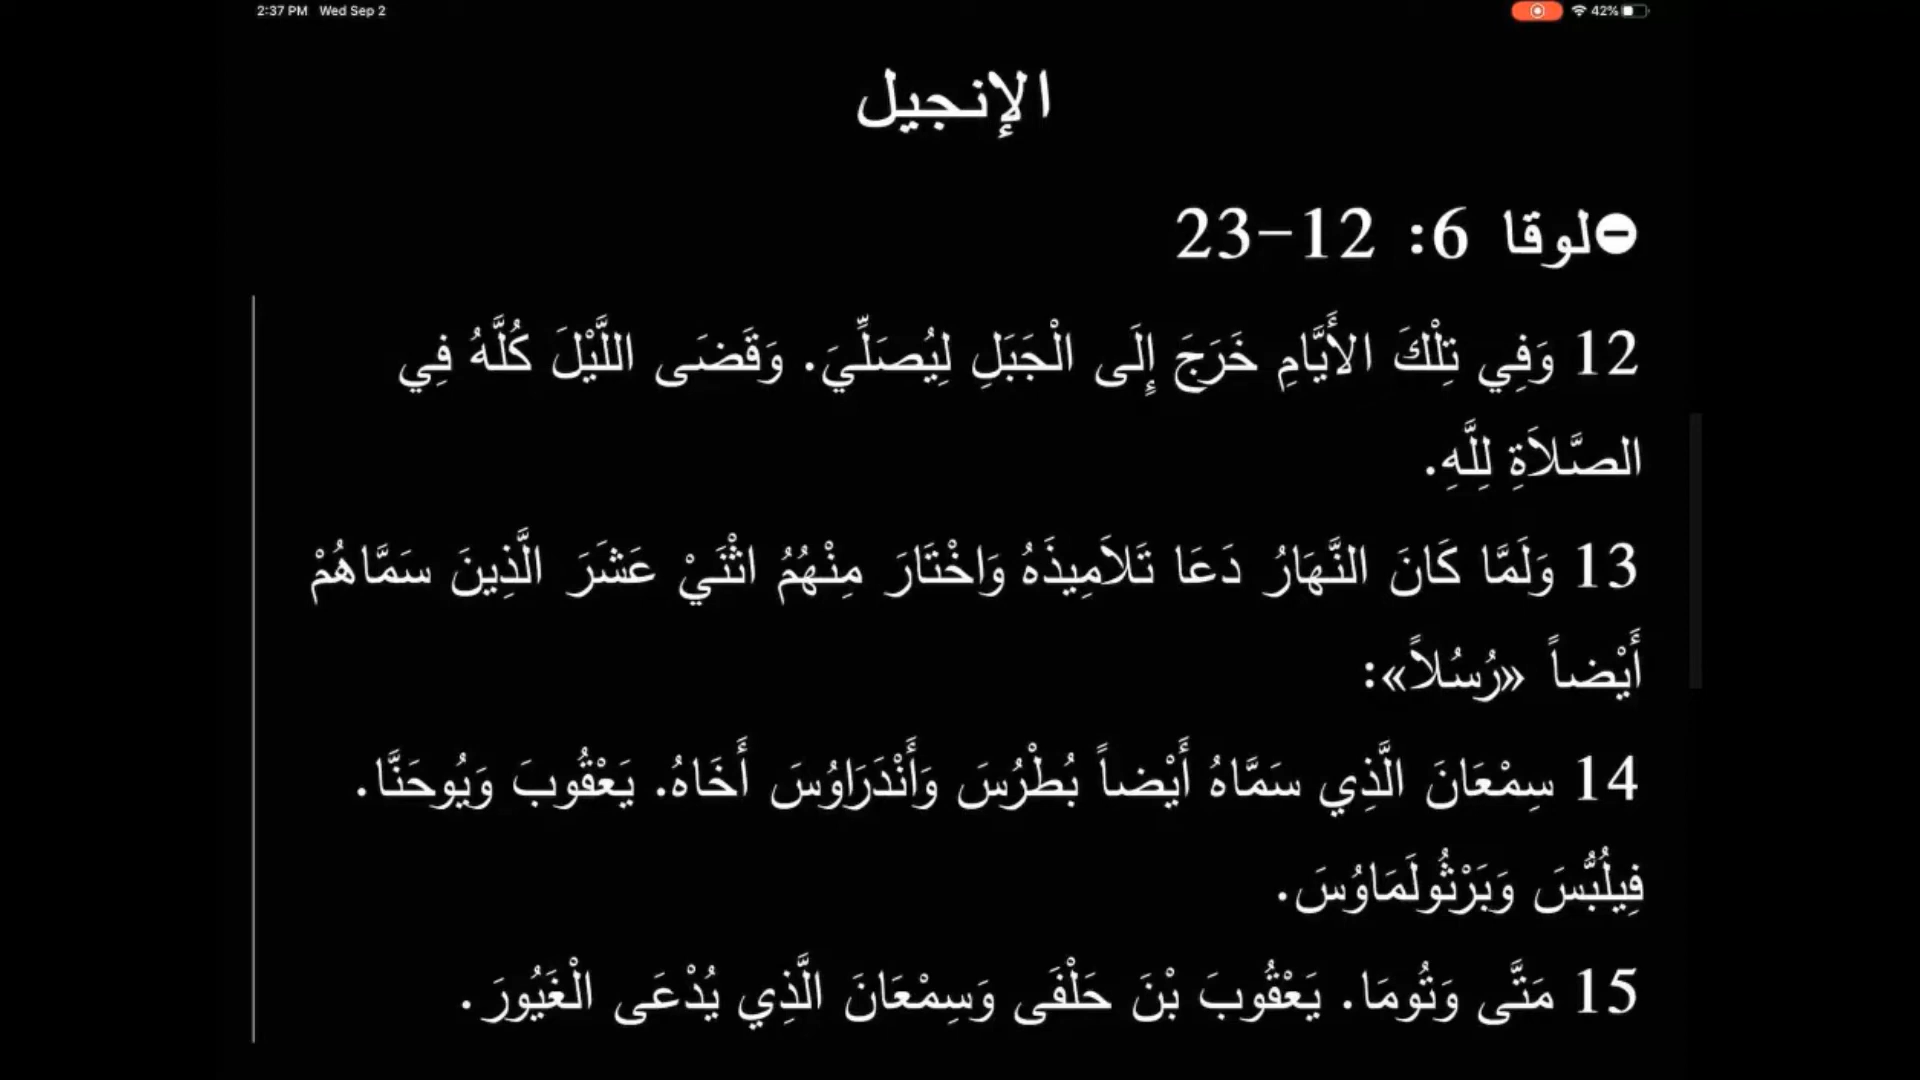 2:37 PM Wed Sep 2
42%
الإنجيل
لوقا 6: 12-23
12 وَفِي تِلْكَ الأَيَّامِ خَرَجَ إِلَى الْجَبَلِ لِيُصَلِّيَ. وَقَضَى اللَّيْلَ كُلَّهُ فِي
الصَّلاَةِ لِلَّهِ.
13 وَلَمَّا كَانَ النَّهَارُ دَعَا تَلاَمِيذَهُ وَاخْتَارَ مِنْهُمُ اثْنَيْ عَشَرَ الَّذِينَ سَمَّاهُمْ
أَيْضاً «رُسُلاً»:
14 سِمْعَانَ الَّذِي سَمَّاهُ أَيْضاً بُطْرُسَ وَأَنْدَرَاوُسَ أَخَاهُ. يَعْقُوبَ وَيُوحَنَّا.
فِيلُبُّسَ وَبَرْثُولَمَاوُسَ.
15 مَتَّى وَتُومَا. يَعْقُوبَ بْنَ حَلْفَى وَسِمْعَانَ الَّذِي يُدْعَى الْغَيُورَ.